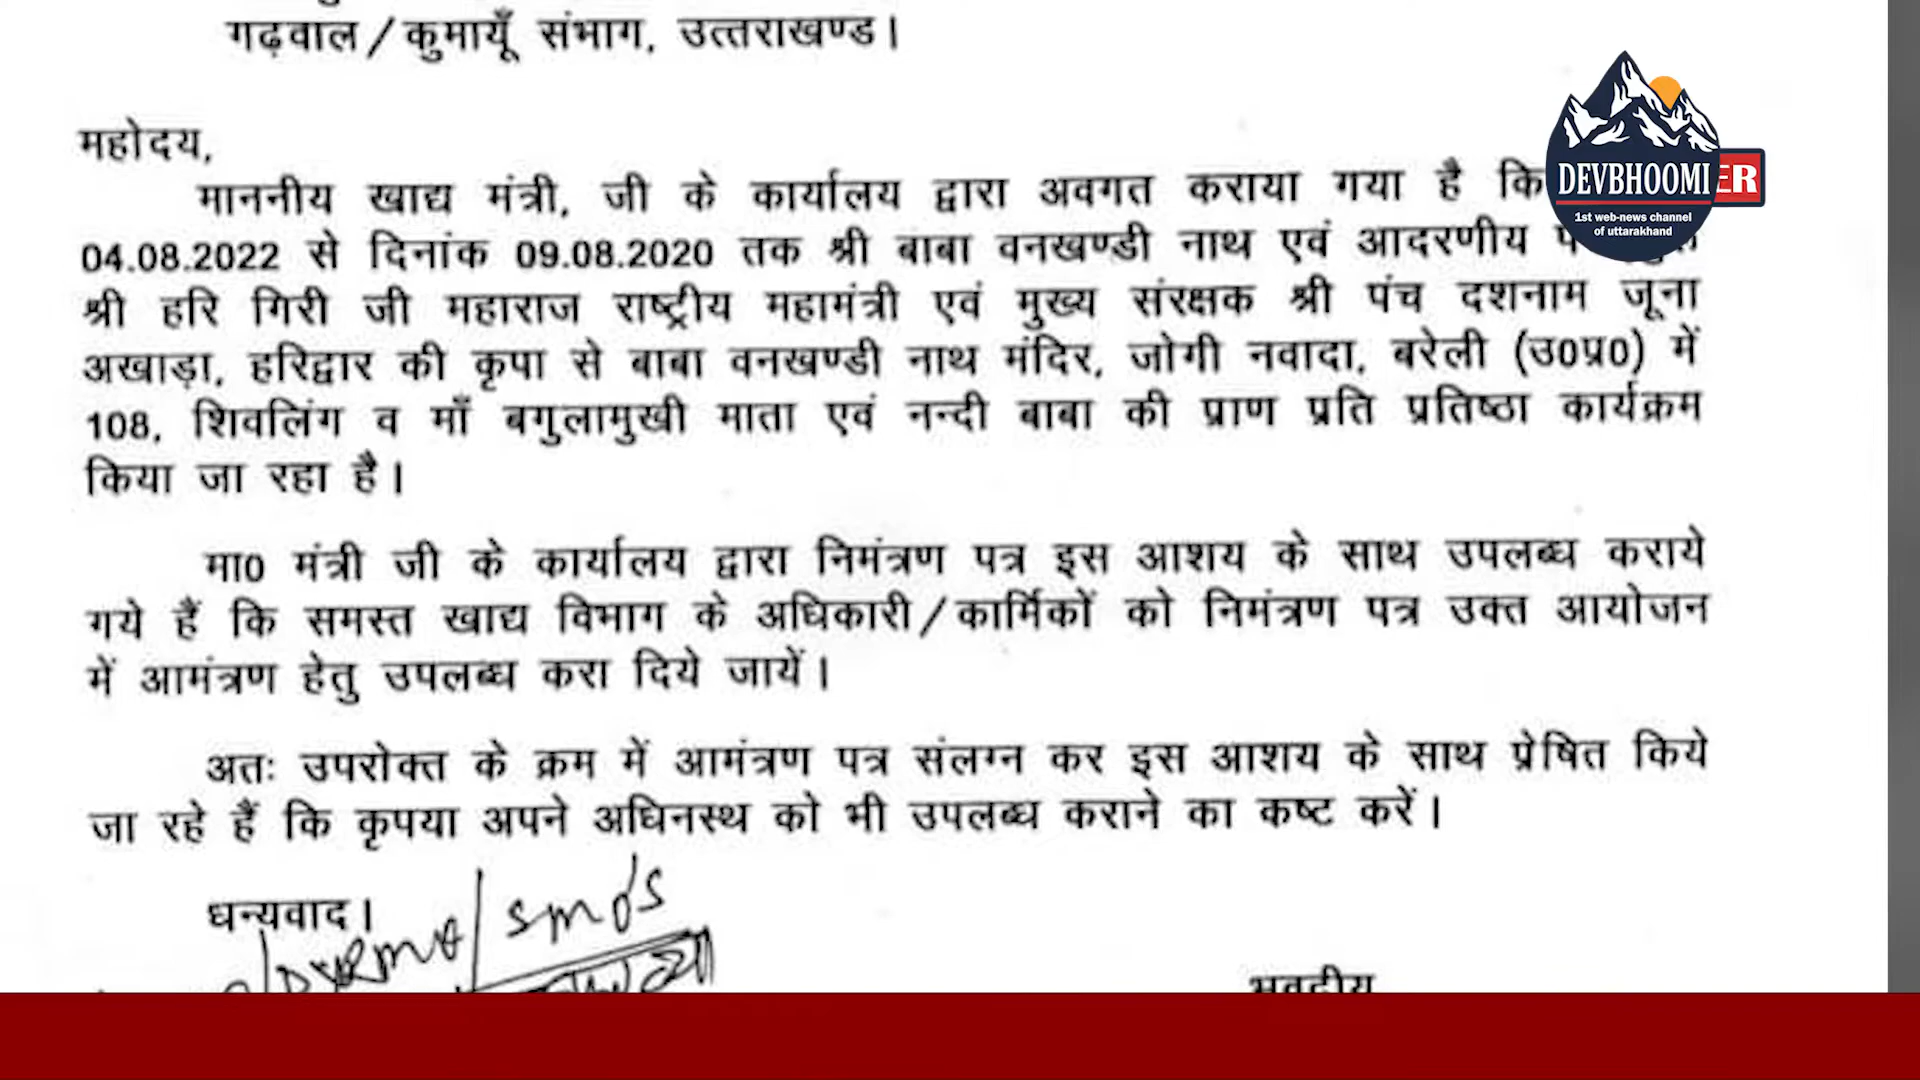 गढ़वाल/कुमायूँ संभाग, उत्तराखण्ड।
महोदय,
माननीय खाद्य मंत्री, जी के कार्यालय द्वारा अवगत कराया गया है कि
04.08.2022 से दिनांक 09.08.2020 तक श्री बाबा वनखण्डी नाथ एवं आदरणीय
श्री हरि गिरी जी महाराज राष्ट्रीय महामंत्री एवं मुख्य संरक्षक श्री पंच दशनाम जूना
अखाड़ा, हरिद्वार की कृपा से बाबा वनखण्डी नाथ मंदिर, जोगी नवादा, बरेली (उ0प्र0) में
108, शिवलिंग व माँ बगुलामुखी माता एवं नन्दी बाबा की प्राण प्रति प्रतिष्ठा कार्यक्रम
किया जा रहा है।
मा0 मंत्री जी के कार्यालय द्वारा निमंत्रण पत्र इस आशय के साथ उपलब्ध कराये
गये हैं कि समस्त खाद्य विभाग के अधिकारी/कार्मिकों को निमंत्रण पत्र उक्त आयोजन
में आमंत्रण हेतु उपलब्ध करा दिये जायें।
अतः उपरोक्त के क्रम में आमंत्रण पत्र संलग्न कर इस आशय के साथ प्रेषित किये
जा रहे हैं कि कृपया अपने अधिनस्थ को भी उपलब्ध कराने का कष्ट करें।
धन्यवाद।
भवदीय
DEVBHOOMI
1st web-news channel
of uttarakhand